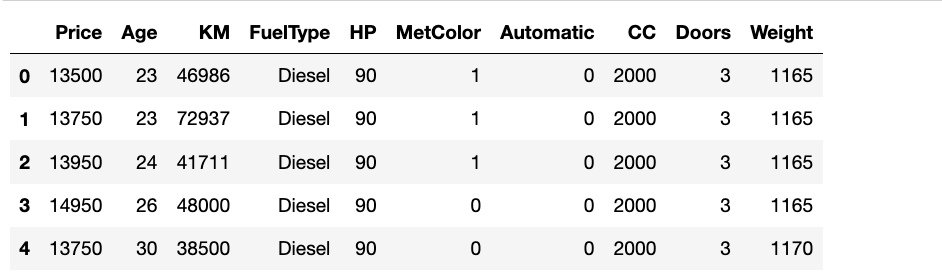 Price Age KM FuelType HP MetColor Automatic CC Doors Weight
0 13500 23 46986 Diesel 90 1 0 2000 3 1165
1 13750 23 72937 Diesel 90 1 0 2000 3 1165
2 13950 24 41711 Diesel 90 1 0 2000 3 1165
3 14950 26 48000 Diesel 90 0 0 2000 3 1165
4 13750 30 38500 Diesel 90 0 0 2000 3 1170